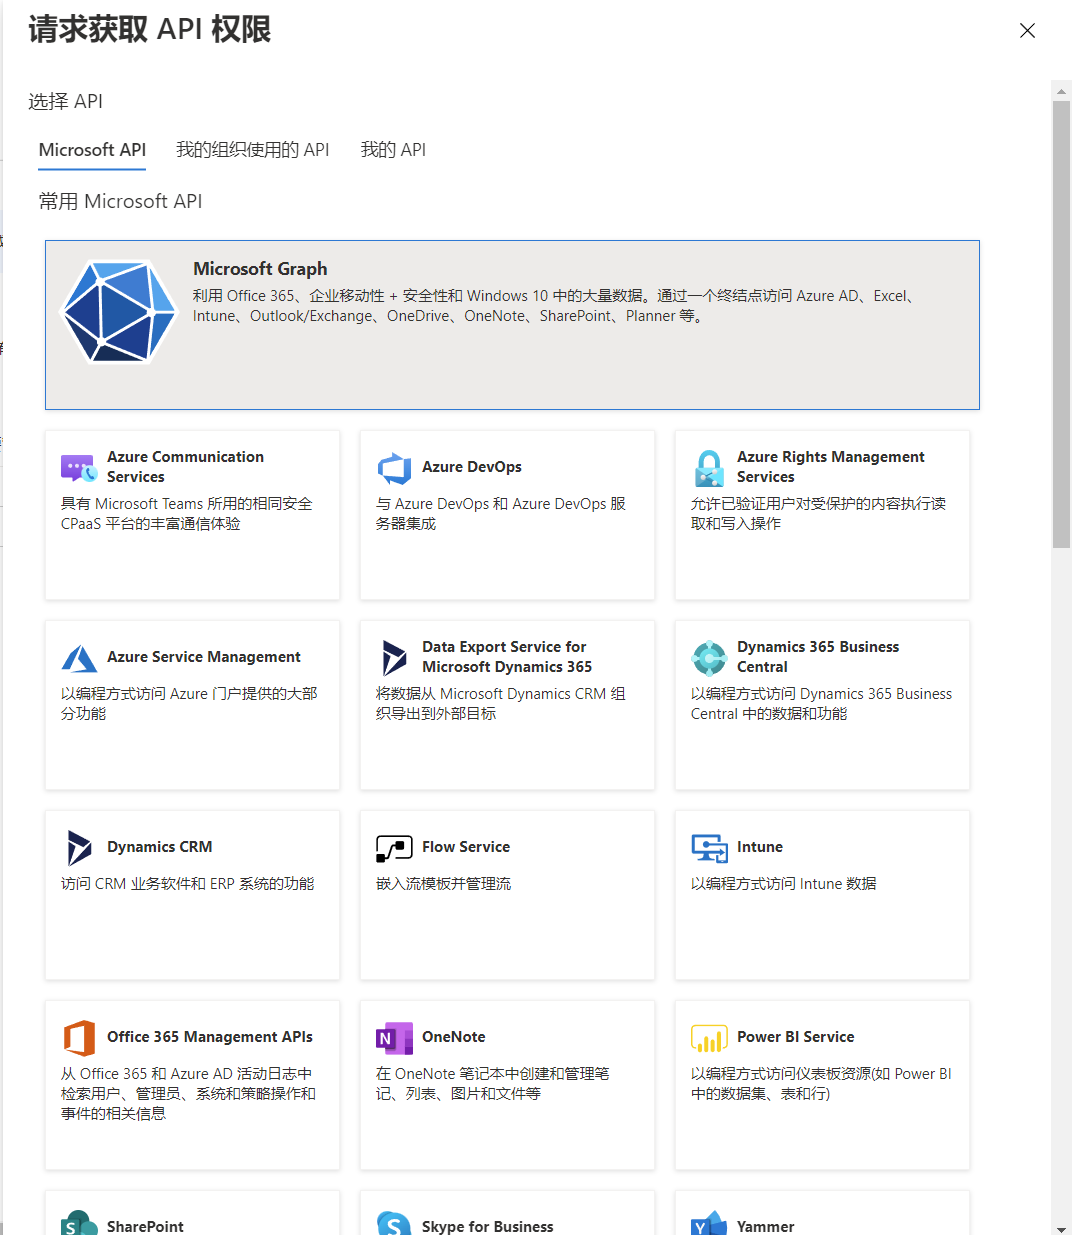 请求获取 API 权限
选择 API
Microsoft API
我的组织使用的 API
我的 API
常用 Microsoft API
Microsoft Graph
利用 Office 365、企业移动性 + 安全性和 Windows 10 中的大量数据。通过一个终结点访问 Azure AD、Excel、
Intune、Outlook/Exchange、OneDrive、OneNote、SharePoint、Planner 等。
Azure Communication
Services
具有 Microsoft Teams 所用的相同安全
CPaaS 平台的丰富通信体验
Azure DevOps
与 Azure DevOps 和 Azure DevOps 服
务器集成
Azure Rights Management
Services
允许已验证用户对受保护的内容执行读
取和写入操作
Azure Service Management
以编程方式访问 Azure 门户提供的大部
分功能
Data Export Service for
Microsoft Dynamics 365
将数据从 Microsoft Dynamics CRM 组
织导出到外部目标
Dynamics 365 Business
Central
以编程方式访问 Dynamics 365 Business
Central 中的数据和功能
Dynamics CRM
访问 CRM 业务软件和 ERP 系统的功能
Flow Service
嵌入流模板并管理流
Intune
以编程方式访问 Intune 数据
Office 365 Management APIs
从 Office 365 和 Azure AD 活动日志中
检索用户、管理员、系统和策略操作和
事件的相关信息
OneNote
在 OneNote 笔记本中创建和管理笔
记、列表、图片和文件等
Power BI Service
以编程方式访问仪表板资源(如 Power BI
中的数据集、表和行)
SharePoint
Skype for Business
Yammer